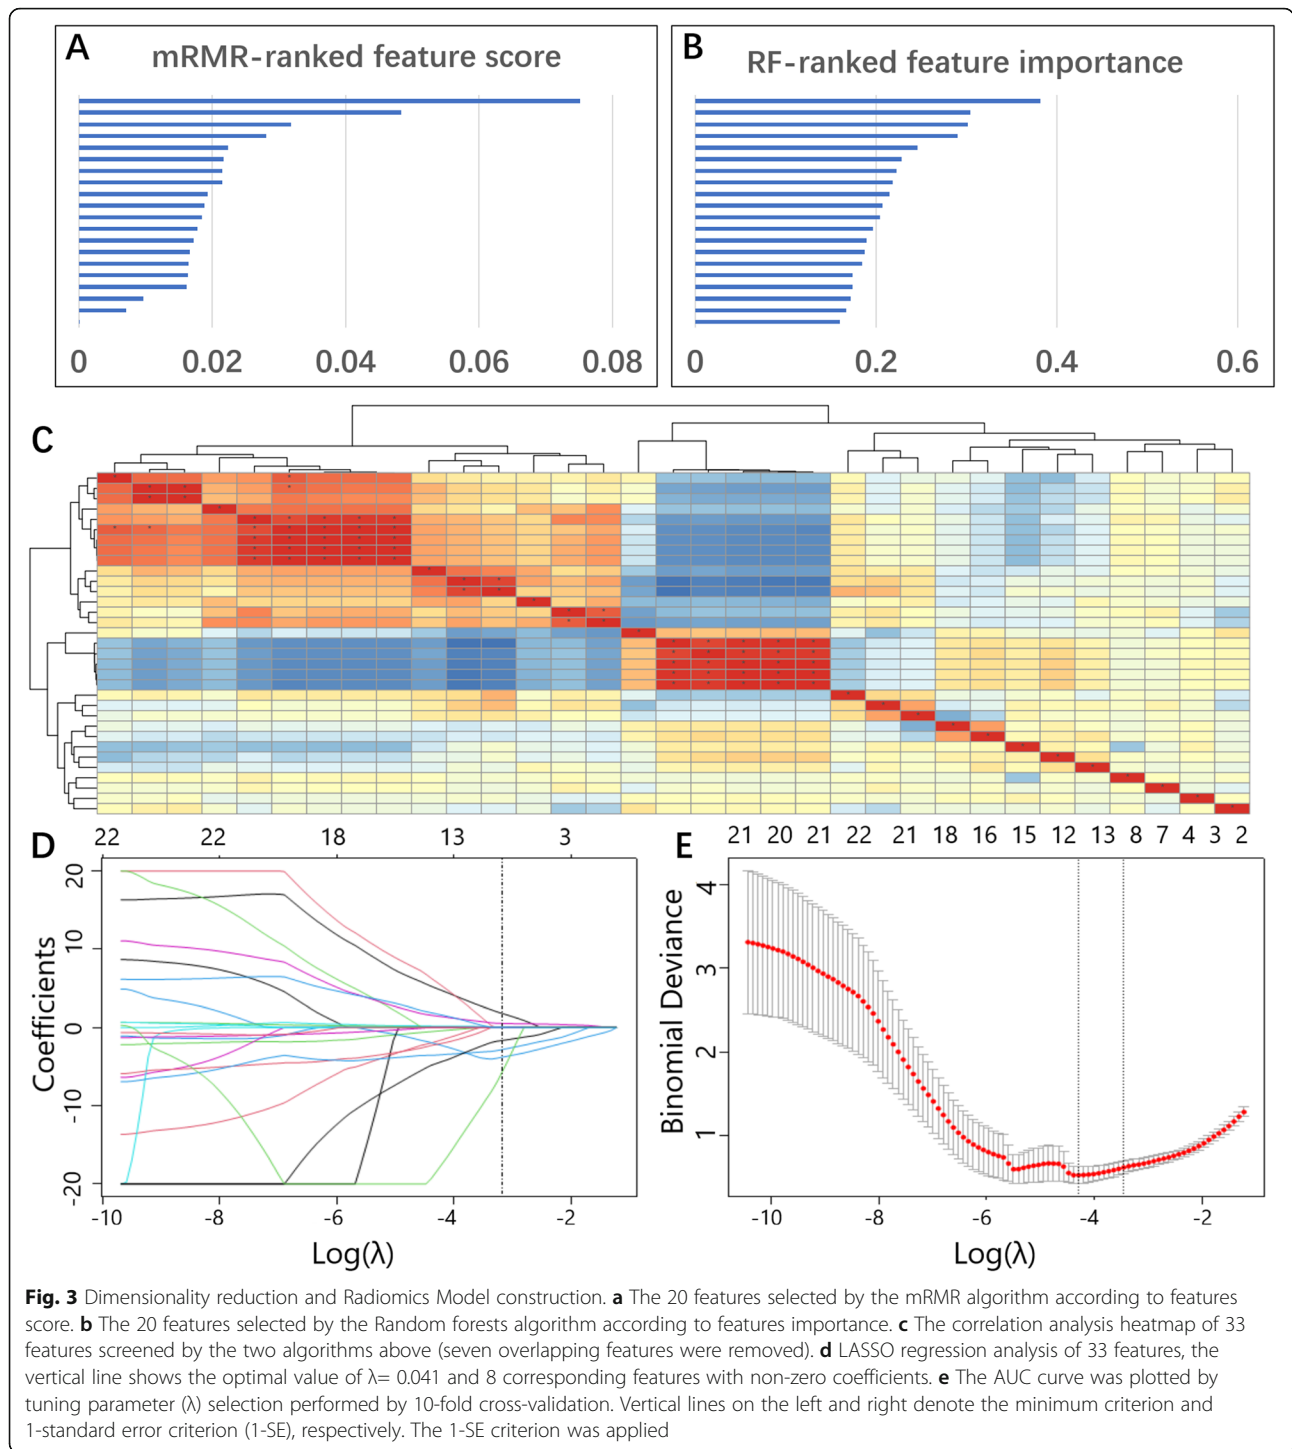 A
mRMR-ranked feature score
0 0.02 0.04 0.06 0.08
B
RF-ranked feature importance
0 0.2 0.4 0.6
C
D
22 22 18 13 3
20
10
0
-10
-20
Coefficients
-10 -8 -6 -4 -2
Log(λ)
E
21 20 21 22 21 18 16 15 12 13 8 7 4 3 2
4
3
2
1
Binomial Deviance
-10 -8 -6 -4 -2
Log(λ)
Fig. 3 Dimensionality reduction and Radiomics Model construction. a The 20 features selected by the mRMR algorithm according to features
score. b The 20 features selected by the Random forests algorithm according to features importance. c The correlation analysis heatmap of 33
features screened by the two algorithms above (seven overlapping features were removed). d LASSO regression analysis of 33 features, the
vertical line shows the optimal value of λ= 0.041 and 8 corresponding features with non-zero coefficients. e The AUC curve was plotted by
tuning parameter (λ) selection performed by 10-fold cross-validation. Vertical lines on the left and right denote the minimum criterion and
1-standard error criterion (1-SE), respectively. The 1-SE criterion was applied